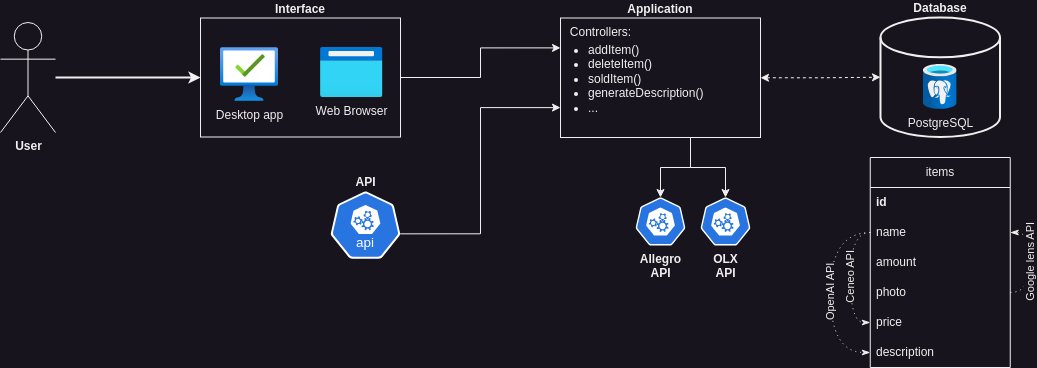 Interface
Application
Database
Controllers:
addItem()
deleteItem()
soldItem()
generateDescription()
...
Desktop app
Web Browser
PostgreSQL
User
API
api
Allegro
API
OLX
API
items
id
name
amount
photo
price
description
OpenAI API
Ceneo API
Google lens API